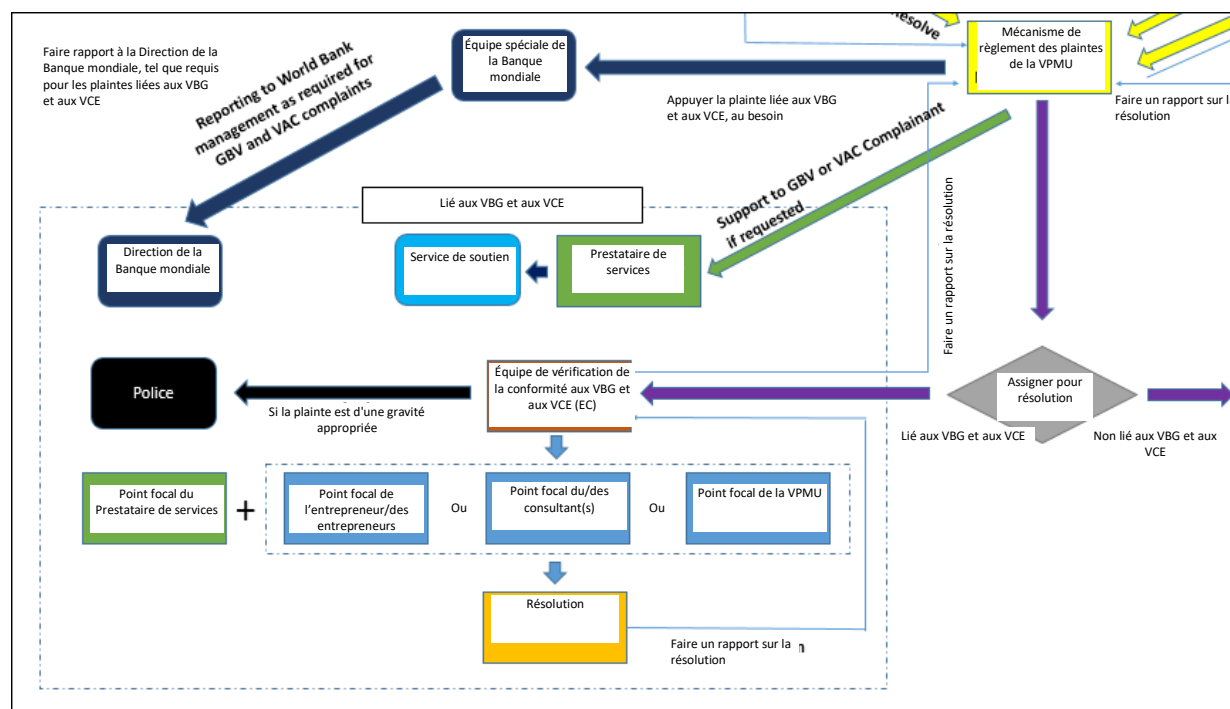 Faire rapport à la Direction de la
Banque mondiale, tel que requis
pour les plaintes liées aux VBG
et aux VCE
Équipe spéciale de
la Banque
mondiale
Mécanisme de
règlement des plaintes
de la VPMU
Reporting to World Bank
management as required for
GBV and VAC complaints
Appuyer la plainte liée aux VBG
et aux VCE, au besoin
Faire un rapport sur la
résolution
Support to GBV or VAC Complainant
if requested
Faire un rapport sur la résolution
Lié aux VBG et aux VCE
Direction de la
Banque mondiale
Service de soutien
Prestataire de
services
Police
Si la plainte est d'une gravité
appropriée
Équipe de vérification de
la conformité aux VBG et
aux VCE (EC)
Assigner pour
résolution
Lié aux VBG et aux VCE
Non lié aux VBG et aux
VCE
Point focal du
Prestataire de services
+
Point focal de
l'entrepreneur/des
entrepreneurs
Ou
Point focal du/des
consultant(s)
Ou
Point focal de la VPMU
Résolution
Faire un rapport sur la
résolution